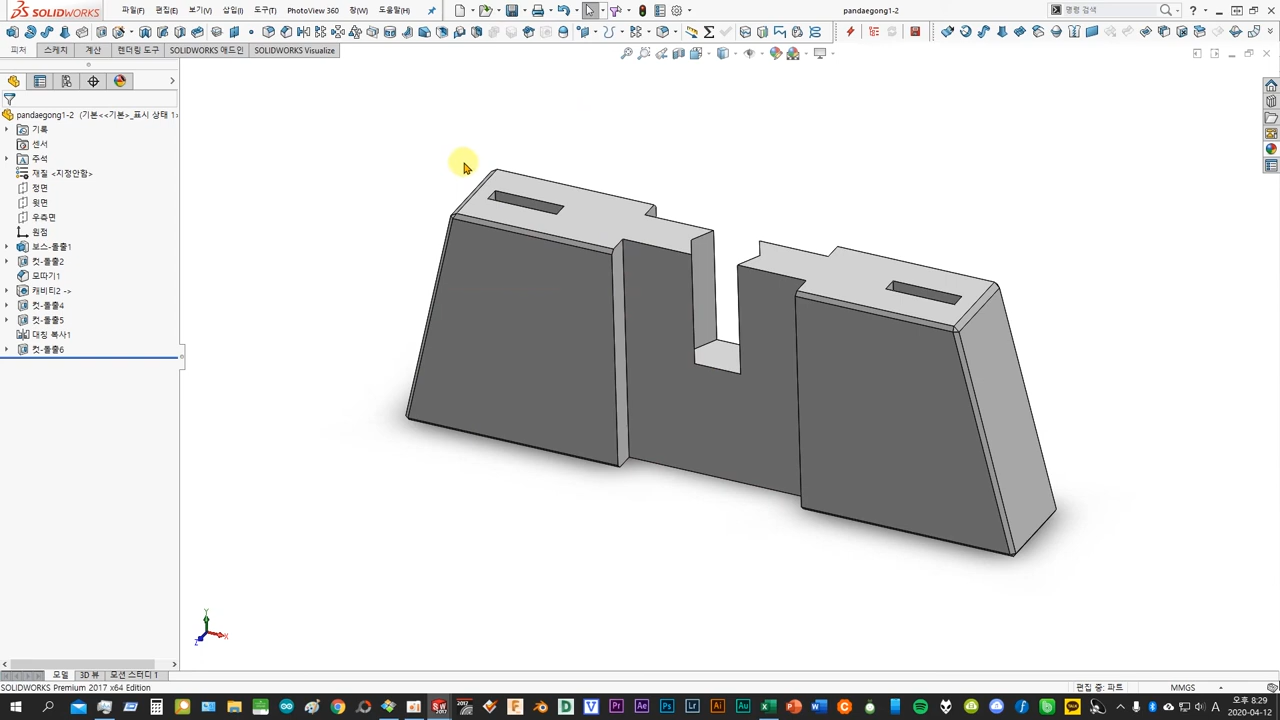 SOLIDWORKS 파일(F) 편집(E) 보기(V) 삽입(I) 도구(T) PhotoView 360 창(W) 도움말(H) pandaegong1-2 명령 검색
피처 스케치 계산 렌더링 도구 SOLIDWORKS 애드인 SOLIDWORKS Visualize
pandaegong1-2 (기본<<기본>_표시 상태 1>
기록
센서
주석
재질 <지정안함>
정면
윗면
우측면
원점
보스-돌출1
컷-돌출2
모따기1
캐비티2 ->
컷-돌출4
컷-돌출5
대칭 복사1
컷-돌출6
Y
X
Z
모델 3D 뷰 모션 스터디 1
SOLIDWORKS Premium 2017 x64 Edition 편집 중: 파트 MMGS
오후 8:29
2020-04-12